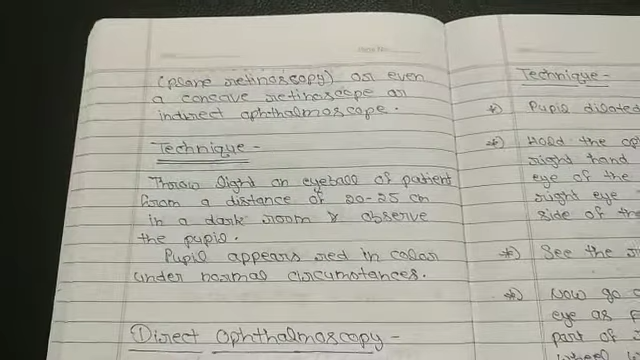 (plane retinoscopy) or even
a concave retinoscope or
indirect ophthalmoscope.
Technique -
Throw light on eyeball of patient
from a distance of 20-25 cm
in a dark room & observe
the pupil.
Pupil appears red in color
under normal circumstances.
① Direct Ophthalmoscopy -
Technique -
*) Pupil dilated
*) Hold the
right hand
eye of the
right eye
side of th
*) See the
*) Now go
eye as
part of